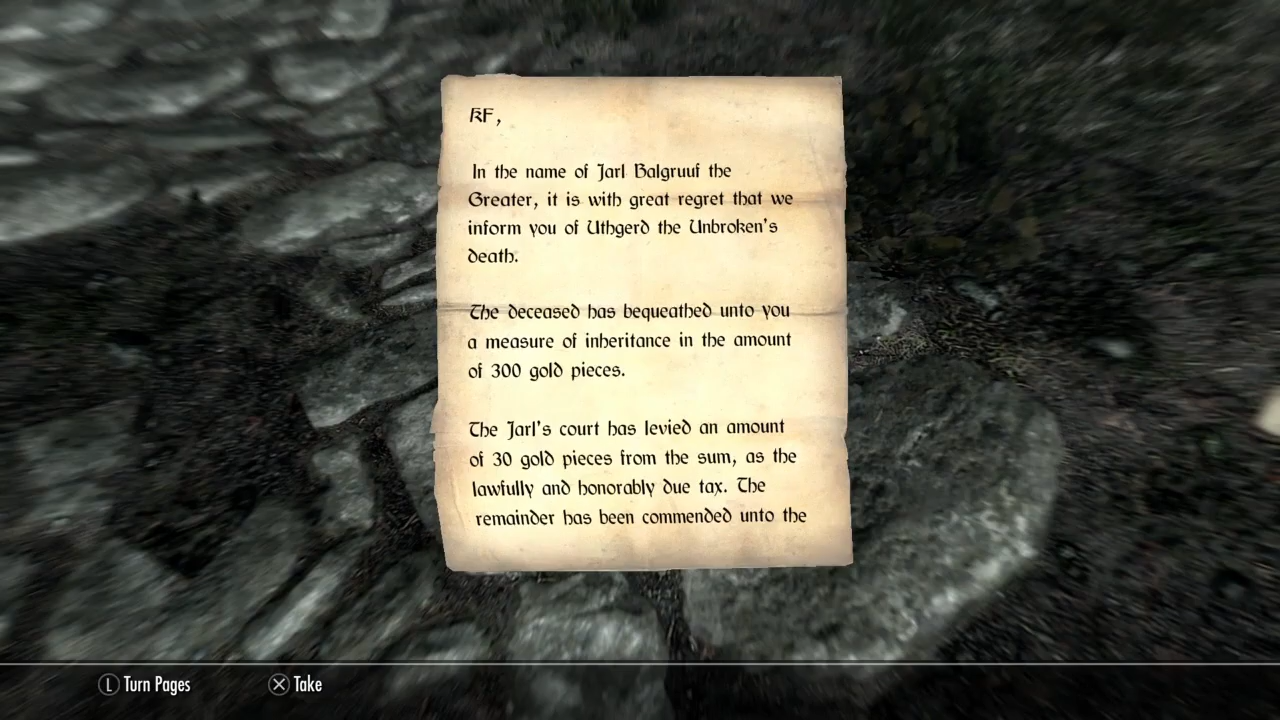 RF,
In the name of Jarl Balgruuf the
Greater, it is with great regret that we
inform you of Uthgerd the Unbroken's
death.
The deceased has bequeathed unto you
a measure of inheritance in the amount
of 300 gold pieces.
The Jarl's court has levied an amount
of 30 gold pieces from the sum, as the
lawfully and honorably due tax. The
remainder has been commended unto the
L Turn Pages
X Take